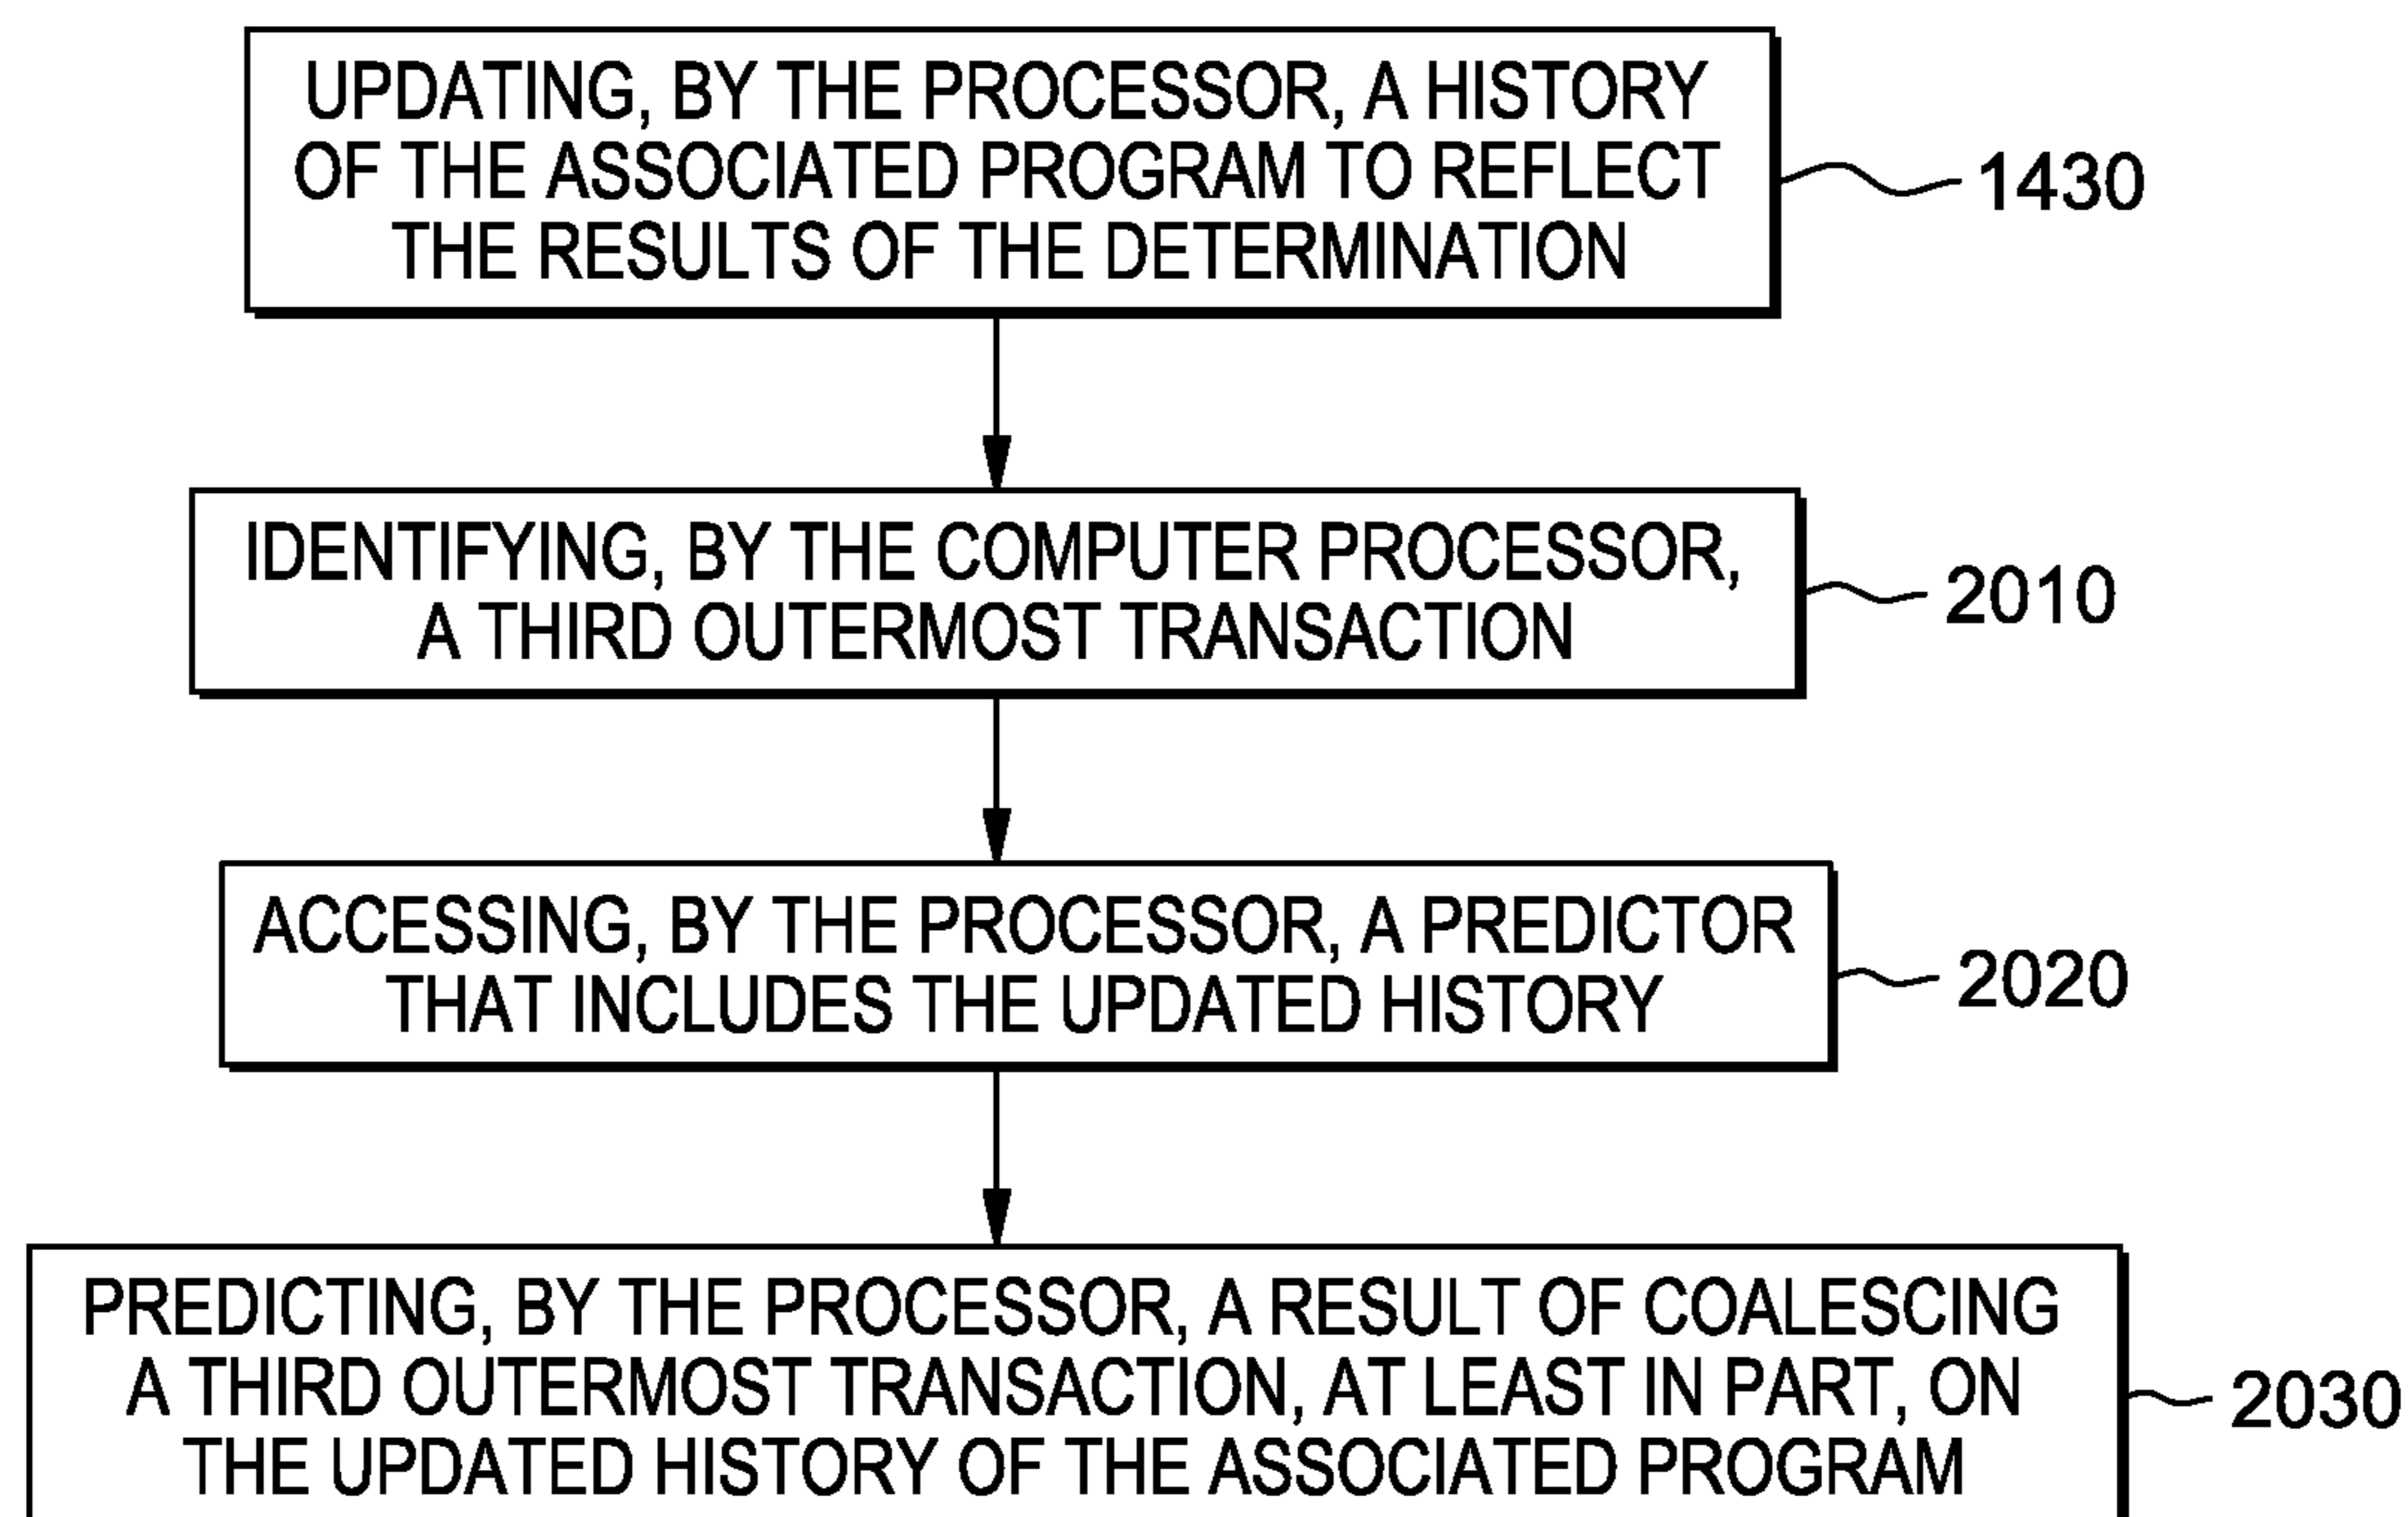 UPDATING, BY THE PROCESSOR, A HISTORY
OF THE ASSOCIATED PROGRAM TO REFLECT
THE RESULTS OF THE DETERMINATION
1430
IDENTIFYING, BY THE COMPUTER PROCESSOR,
A THIRD OUTERMOST TRANSACTION
2010
ACCESSING, BY THE PROCESSOR, A PREDICTOR
THAT INCLUDES THE UPDATED HISTORY
2020
PREDICTING, BY THE PROCESSOR, A RESULT OF COALESCING
A THIRD OUTERMOST TRANSACTION, AT LEAST IN PART, ON
THE UPDATED HISTORY OF THE ASSOCIATED PROGRAM
2030